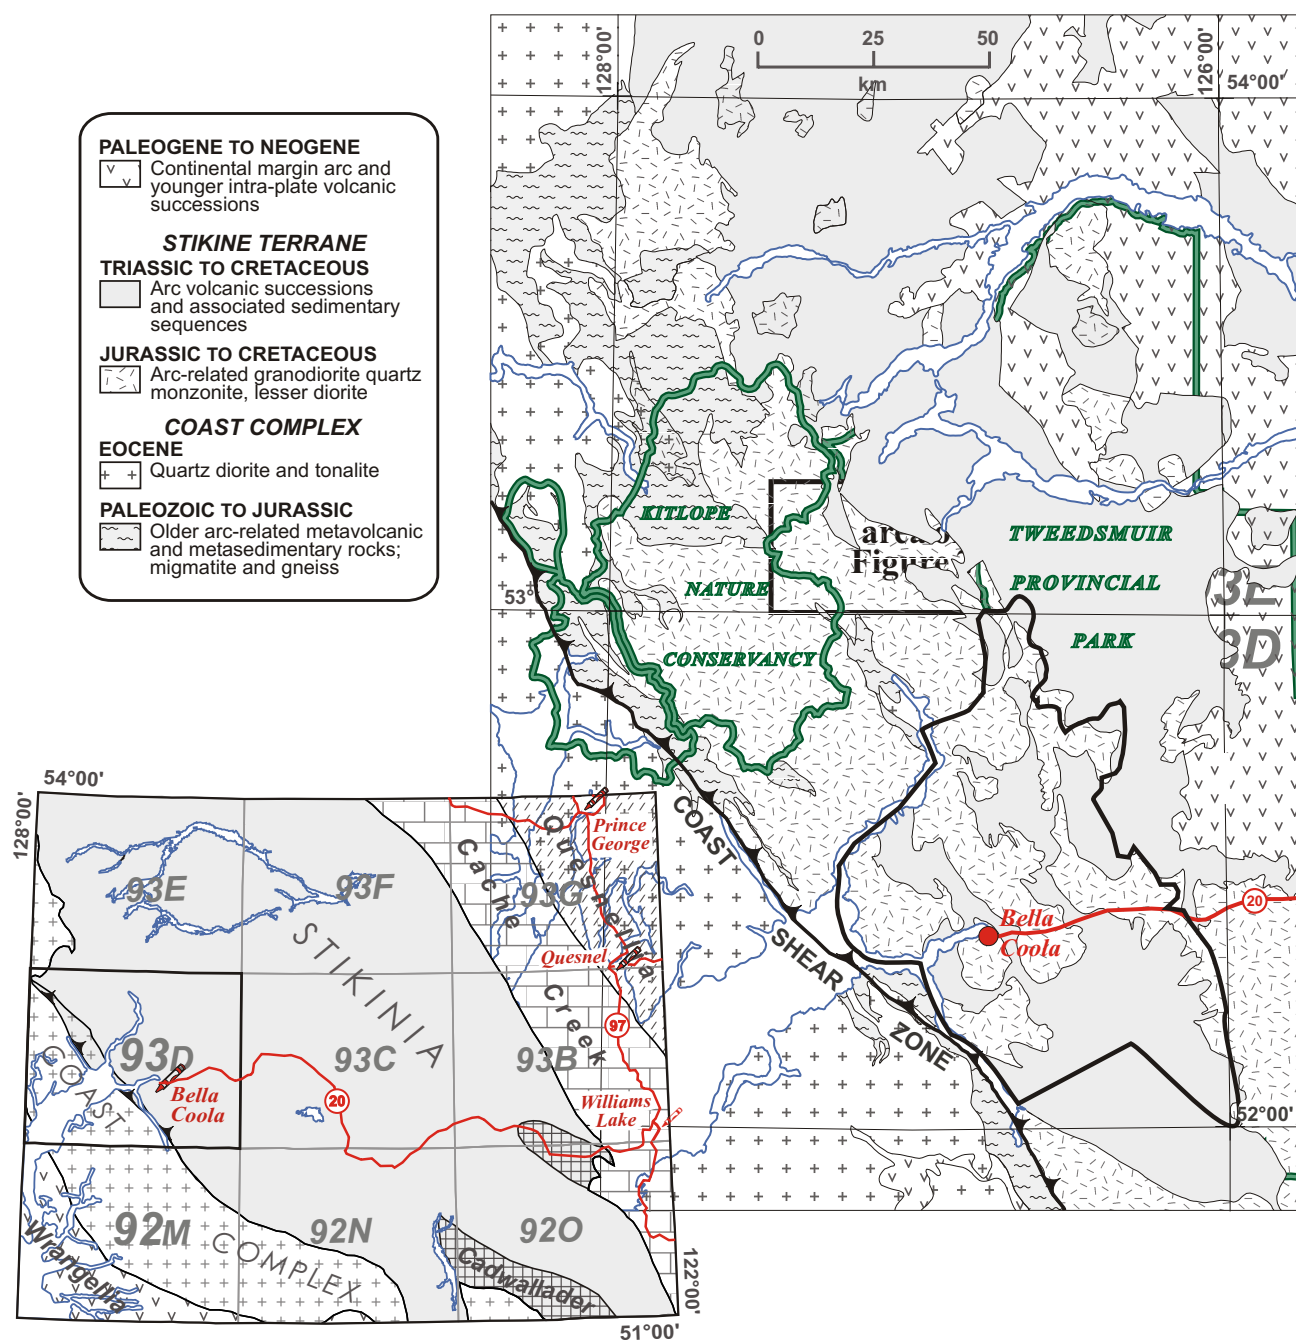 0 25 50
km
128°00'
126°00'
54°00'
PALEOGENE TO NEOGENE
Continental margin arc and
younger intra-plate volcanic
successions
STIKINE TERRANE
TRIASSIC TO CRETACEOUS
Arc volcanic successions
and associated sedimentary
sequences
JURASSIC TO CRETACEOUS
Arc-related granodiorite quartz
monzonite, lesser diorite
COAST COMPLEX
EOCENE
Quartz diorite and tonalite
PALEOZOIC TO JURASSIC
Older arc-related metavolcanic
and metasedimentary rocks;
migmatite and gneiss
KITLOPE
NATURE
CONSERVANCY
Figure
TWEEDSMUIR
PROVINCIAL
PARK
3D
53°
COAST
SHEAR
ZONE
20
Bella
Coola
52°00'
54°00'
128°00'
93E
93F
93G
Prince
George
Cache
Creek
Quesnellia
Quesnel
STIKINIA
97
93D
93C
93B
Bella
Coola
20
Williams
Lake
COAST
COMPLEX
92M
92N
92O
Wrangellia
Cadwallader
122°00'
51°00'